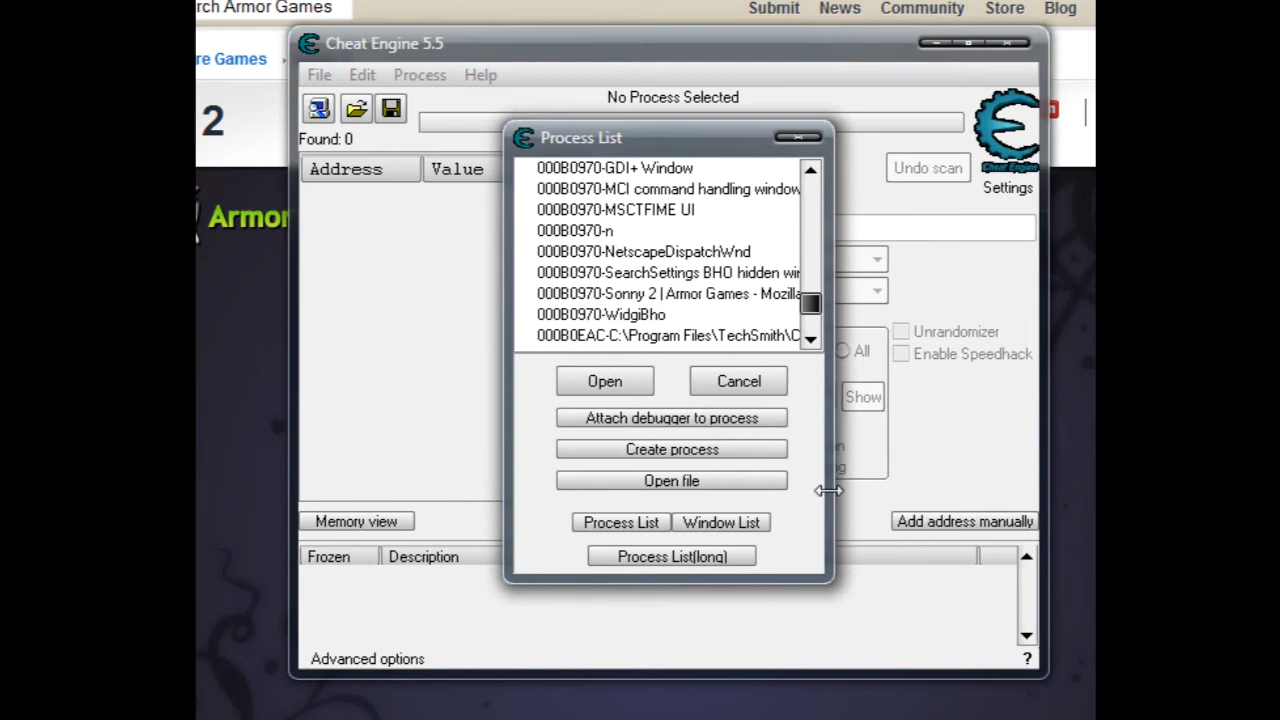 rch Armor Games
Submit News Community Store Blog
re Games
2
Armor
Cheat Engine 5.5
File Edit Process Help
No Process Selected
Found: 0
Address Value
Undo scan
Cheat Engine
Settings
Process List
000B0970-GDI+ Window
000B0970-MCI command handling window
000B0970-MSCTFIME UI
000B0970-n
000B0970-NetscapeDispatchWnd
000B0970-SearchSettings BHO hidden wi
000B0970-Sonny 2 | Armor Games - Mozilla
000B0970-WidgiBho
000B0EAC-C:\Program Files\TechSmith\C
Open Cancel
Attach debugger to process
Create process
Open file
Process List Window List
Process List(long)
All
Unrandomizer
Enable Speedhack
Show
Memory view
Add address manually
Frozen Description
Advanced options
?